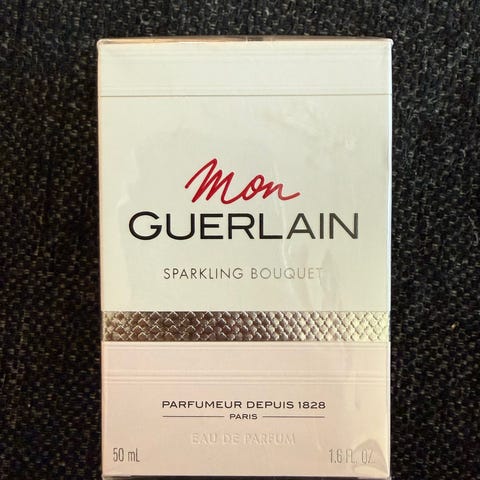 Mon
GUERLAIN
SPARKLING BOUQUET
PARFUMEUR DEPUIS 1828
PARIS
EAU DE PARFUM
50 mL 1.6 FL. OZ.